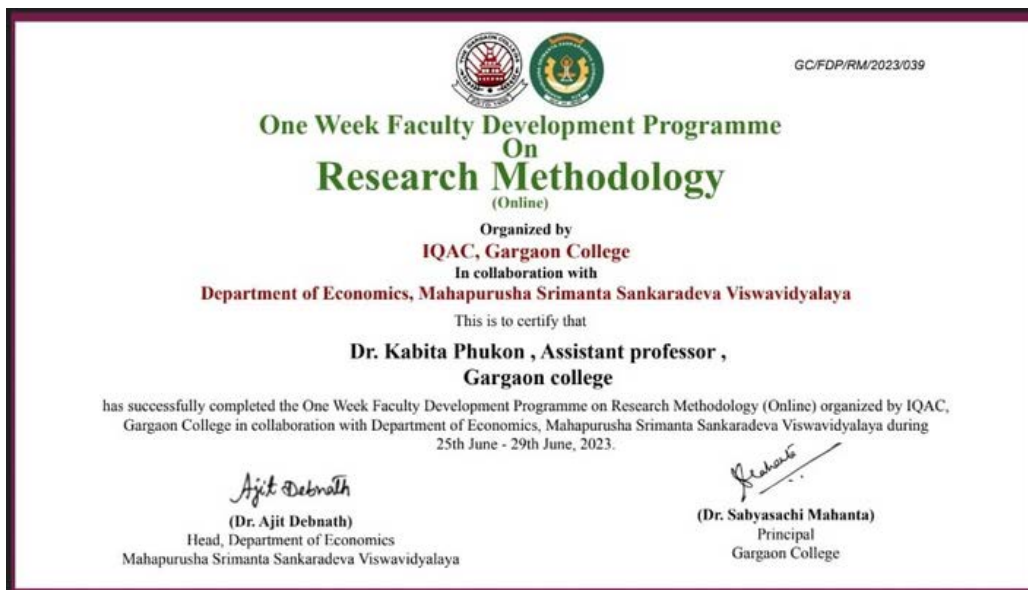 GC/FDP/RM/2023/039
One Week Faculty Development Programme
On
Research Methodology
(Online)
Organized by
IQAC, Gargaon College
In collaboration with
Department of Economics, Mahapurusha Srimanta Sankaradeva Viswavidyalaya
This is to certify that
Dr. Kabita Phukon , Assistant professor ,
Gargaon college
has successfully completed the One Week Faculty Development Programme on Research Methodology (Online) organized by IQAC,
Gargaon College in collaboration with Department of Economics, Mahapurusha Srimanta Sankaradeva Viswavidyalaya during
25th June - 29th June, 2023.
Ajit Debnath
(Dr. Ajit Debnath)
Head, Department of Economics
Mahapurusha Srimanta Sankaradeva Viswavidyalaya
(Dr. Sabyasachi Mahanta)
Principal
Gargaon College